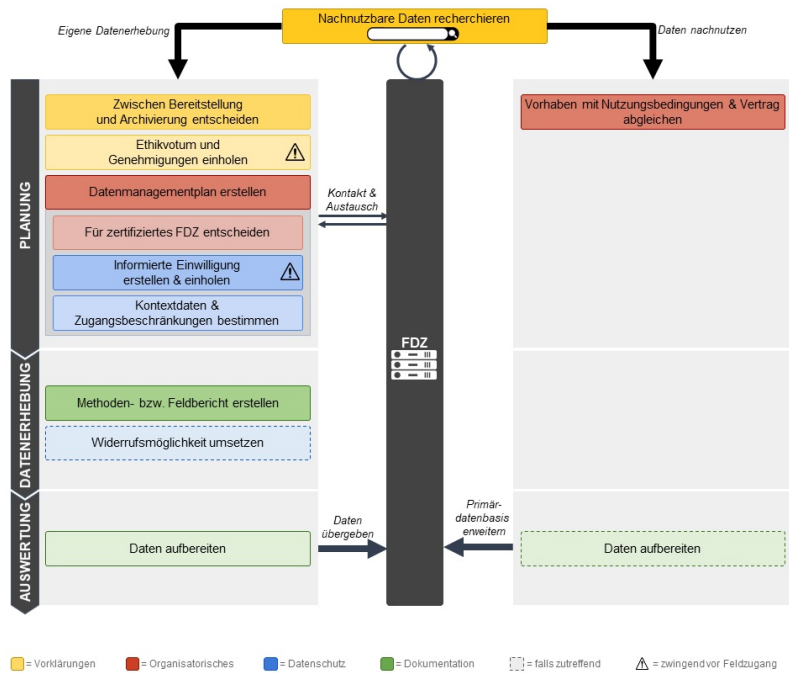 Nachnutzbare Daten recherchieren
Eigene Datenerhebung
Daten nachnutzen
PLANUNG
Zwischen Bereitstellung
und Archivierung entscheiden
Ethikvotum und
Genehmigungen einholen
Datenmanagementplan erstellen
Für zertifiziertes FDZ entscheiden
Informierte Einwilligung
erstellen & einholen
Kontextdaten &
Zugangsbeschränkungen bestimmen
Kontakt &
Austausch
FDZ
Vorhaben mit Nutzungsbedingungen & Vertrag
abgleichen
DATENERHEBUNG
Methoden- bzw. Feldbericht erstellen
Widerrufsmöglichkeit umsetzen
AUSWERTUNG
Daten aufbereiten
Daten
übergeben
Primär-
datenbasis
erweitern
Daten aufbereiten
= Vorklärungen
= Organisatorisches
= Datenschutz
= Dokumentation
= falls zutreffend
= zwingend vor Feldzugang